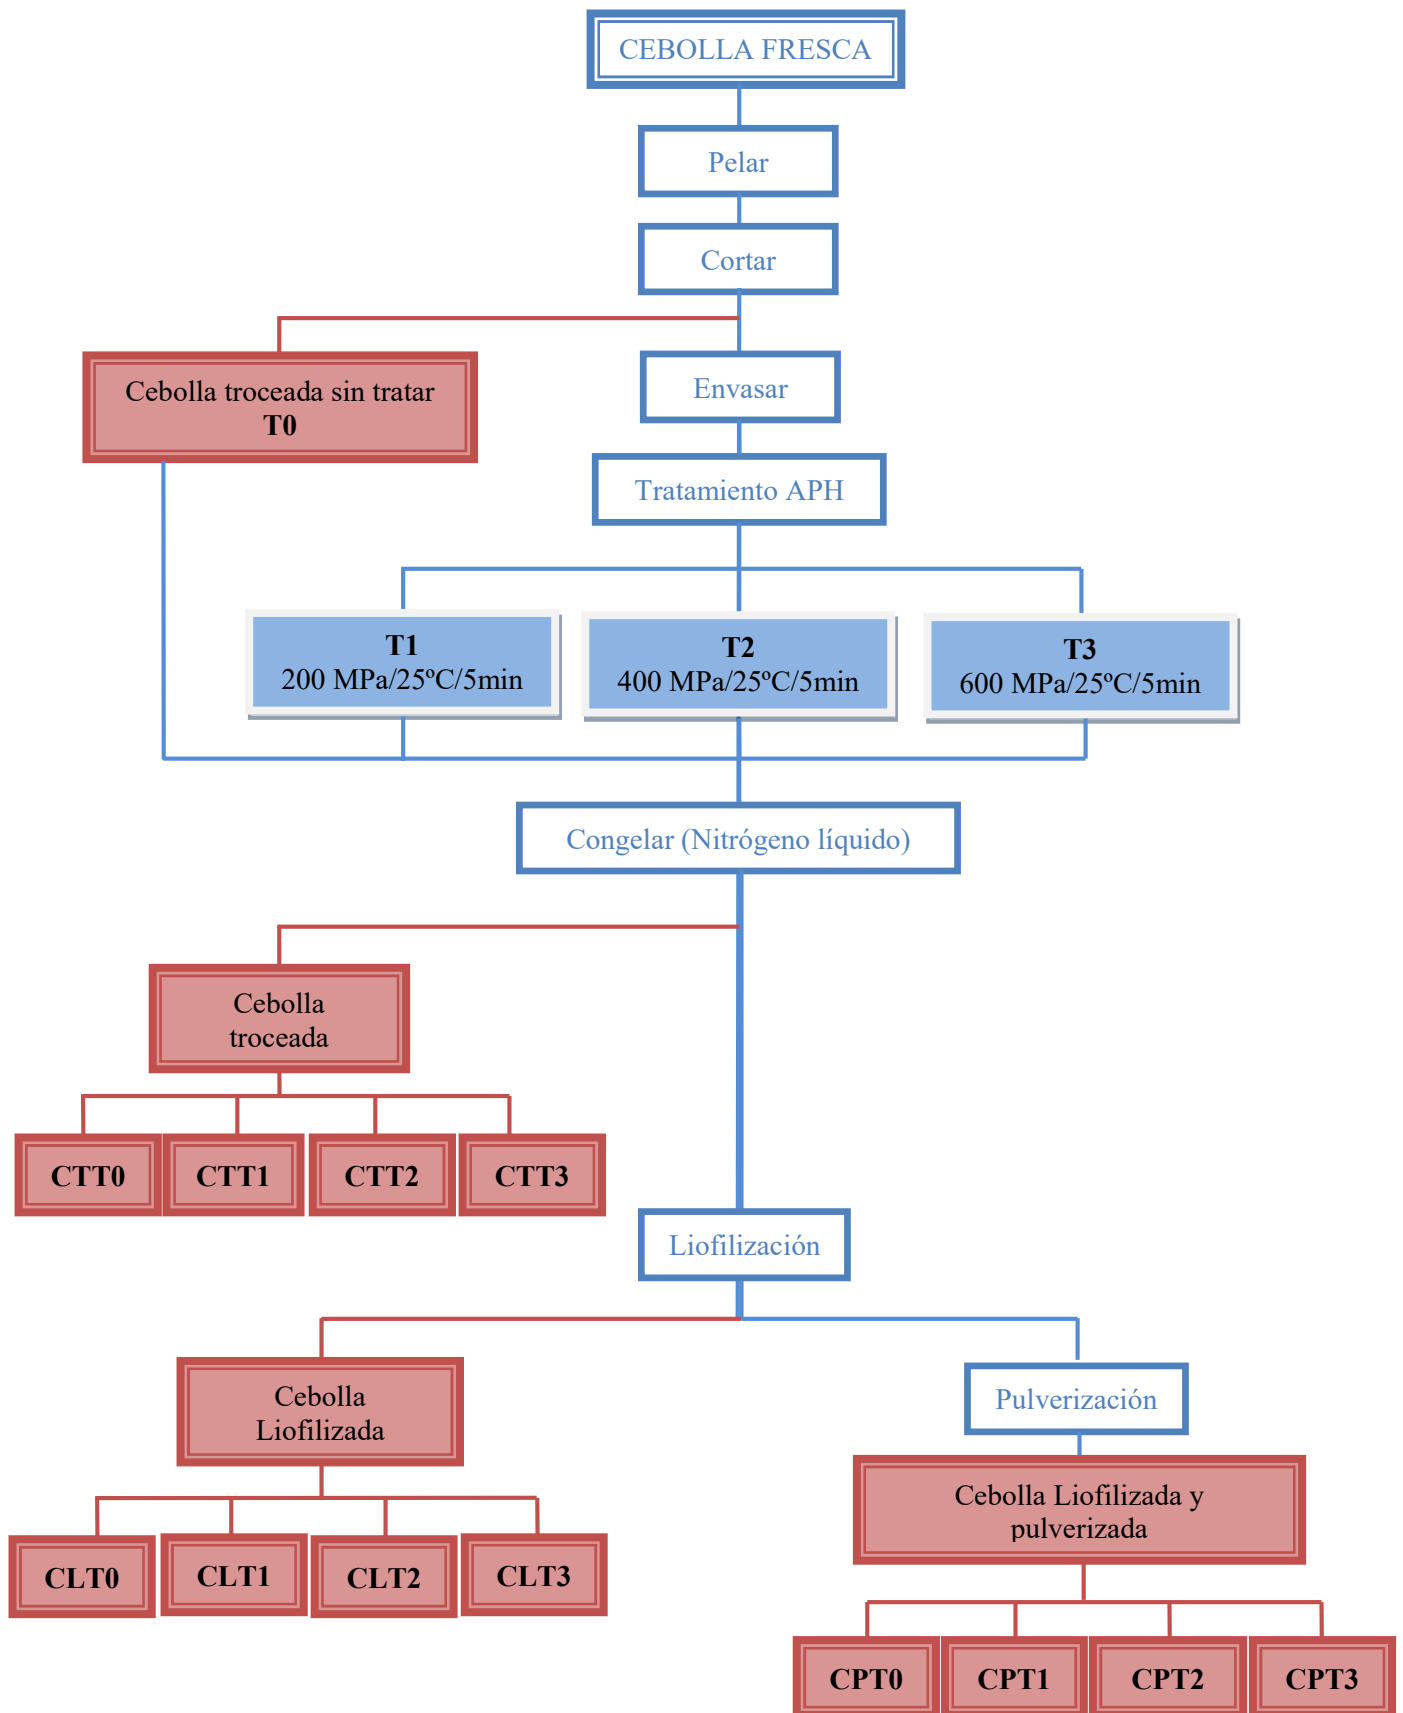 CEBOLLA FRESCA
Pelar
Cortar
Cebolla troceada sin tratar
T0
Envasar
Tratamiento APH
T1
200 MPa/25ºC/5min
T2
400 MPa/25ºC/5min
T3
600 MPa/25ºC/5min
Congelar (Nitrógeno líquido)
Cebolla
troceada
CTT0
CTT1
CTT2
CTT3
Liofilización
Cebolla
Liofilizada
Pulverización
Cebolla Liofilizada y
pulverizada
CLT0
CLT1
CLT2
CLT3
CPT0
CPT1
CPT2
CPT3